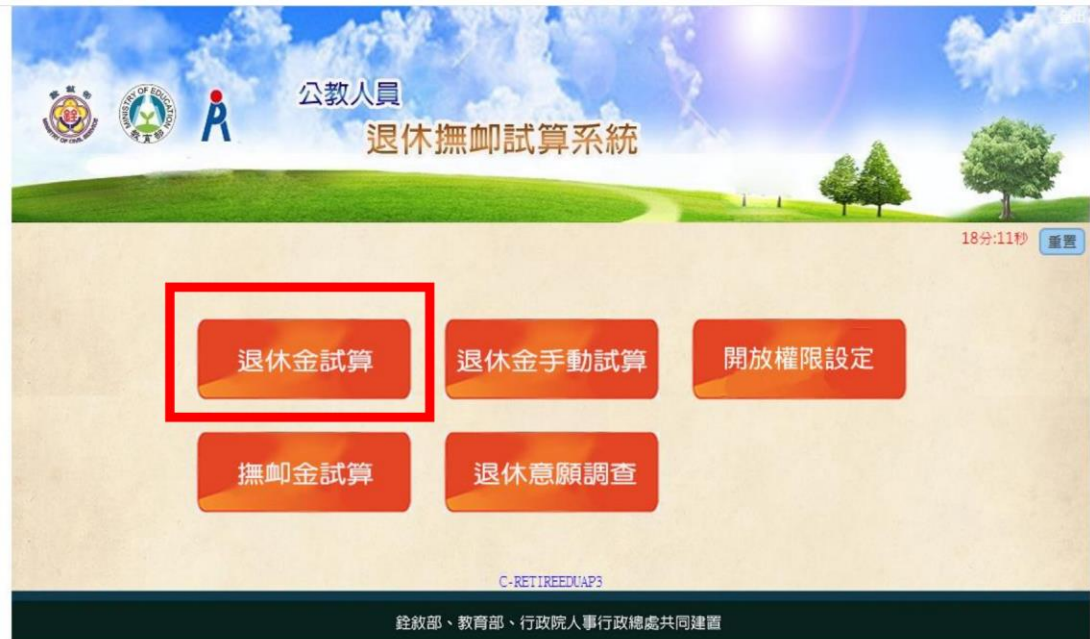 公教人員
退休撫卹試算系統
18分:11秒 重置
退休金試算 退休金手動試算 開放權限設定
撫卹金試算 退休意願調查
C-RETIREEDUAP3
銓敘部、教育部、行政院人事行政總處共同建置